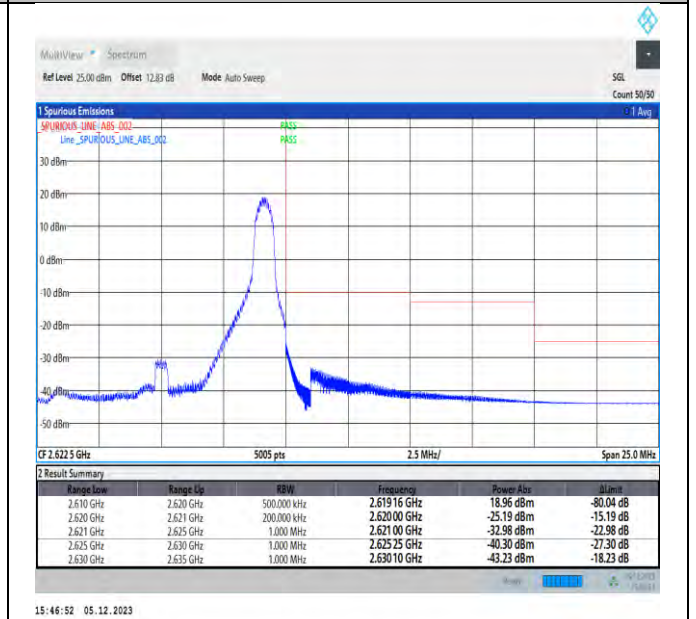 MultiView Spectrum
Ref Level 25.00 dBm Offset 12.83 dB Mode Auto Sweep SGL
Count 50/50
1 Spurious Emissions 1 Avg
_SPURIOUS_LINE_ABS_002 PASS
Line _SPURIOUS_LINE_ABS_002 PASS
30 dBm
20 dBm
10 dBm
0 dBm
-10 dBm
-20 dBm
-30 dBm
-40 dBm
-50 dBm
CF 2.622 5 GHz 5005 pts 2.5 MHz/ Span 25.0 MHz
2 Result Summary
Range Low Range Up RBW Frequency Power Abs ΔLimit
2.610 GHz 2.620 GHz 500.000 kHz 2.619 16 GHz 18.96 dBm -80.04 dB
2.620 GHz 2.621 GHz 200.000 kHz 2.620 00 GHz -25.19 dBm -15.19 dB
2.621 GHz 2.625 GHz 1.000 MHz 2.621 00 GHz -32.98 dBm -22.98 dB
2.625 GHz 2.630 GHz 1.000 MHz 2.625 25 GHz -40.30 dBm -27.30 dB
2.630 GHz 2.635 GHz 1.000 MHz 2.630 10 GHz -43.23 dBm -18.23 dB
15:46:52 05.12.2023